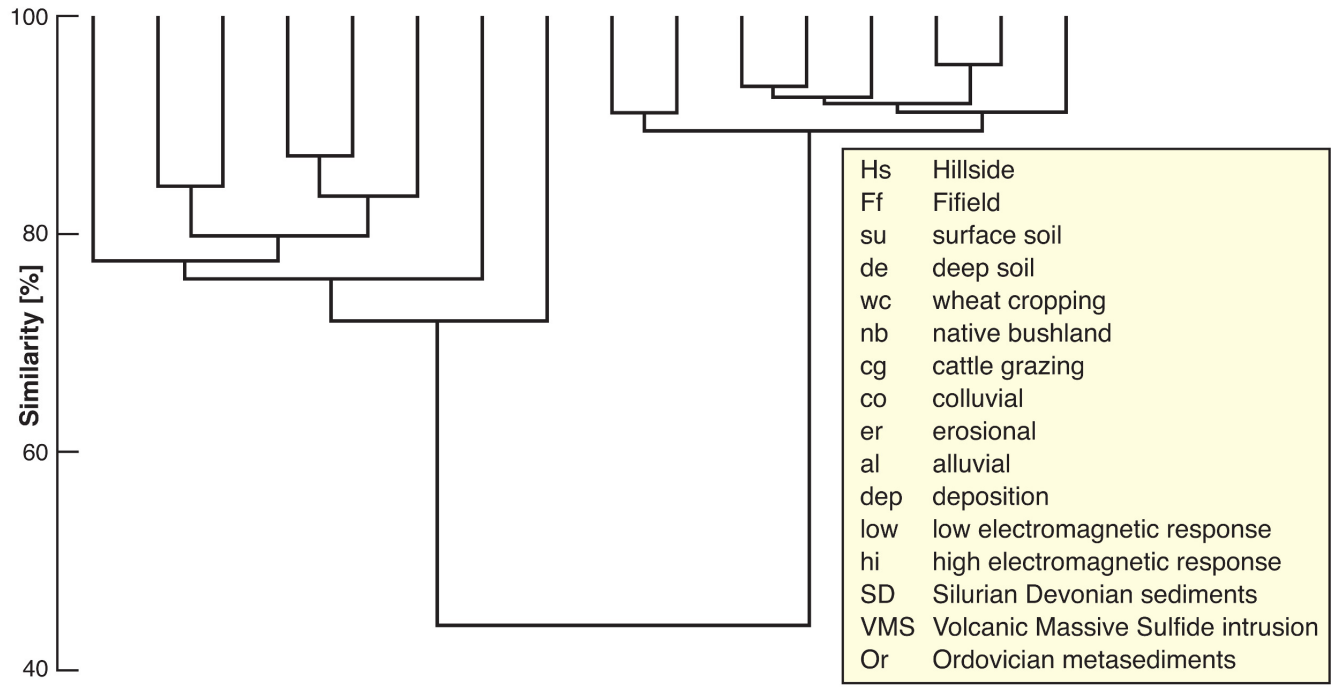 100
80
60
40
Similarity [%]
Hs Hillside
Ff Fifield
su surface soil
de deep soil
wc wheat cropping
nb native bushland
cg cattle grazing
co colluvial
er erosional
al alluvial
dep deposition
low low electromagnetic response
hi high electromagnetic response
SD Silurian Devonian sediments
VMS Volcanic Massive Sulfide intrusion
Or Ordovician metasediments